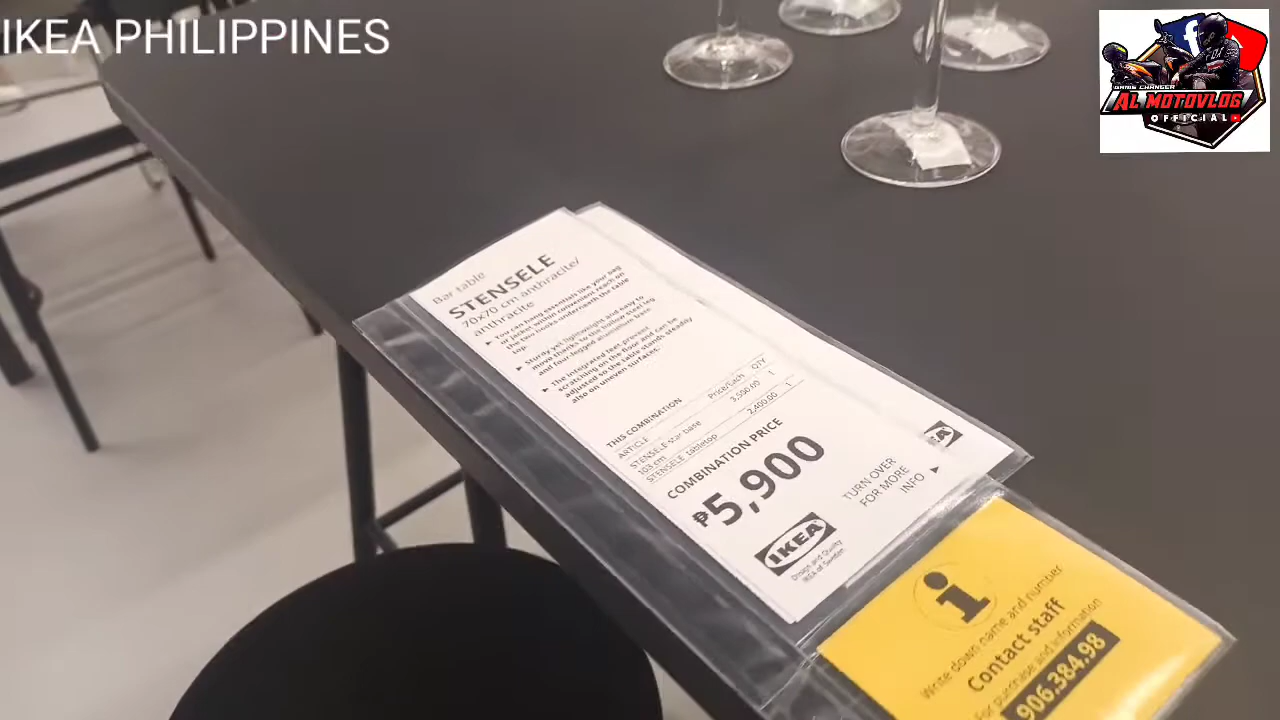 IKEA PHILIPPINES
GAME CHANGER
AL MOTOVLOG
OFFICIAL
Bar table
STENSELE
70x70 cm anthracite/
anthracite
► You can hang essentials like your bag
or jacket within convenient reach on
the two hooks underneath the table
top.
► Sturdy yet lightweight and easy to
move thanks to the hollow steel leg
and four-legged aluminium base.
► The integrated feet prevent
scratching on the floor and can be
adjusted so the table stands steadily
also on uneven surfaces.
THIS COMBINATION
ARTICLE Price/Each QTY
STENSELE star base 3,500.00 1
103 cm
STENSELE tabletop 2,400.00 1
COMBINATION PRICE
₱5,900
TURN OVER
FOR MORE
INFO ►
IKEA
Design and Quality
IKEA of Sweden
i
Write down name and number
Contact staff
For purchase and information
906.384.98